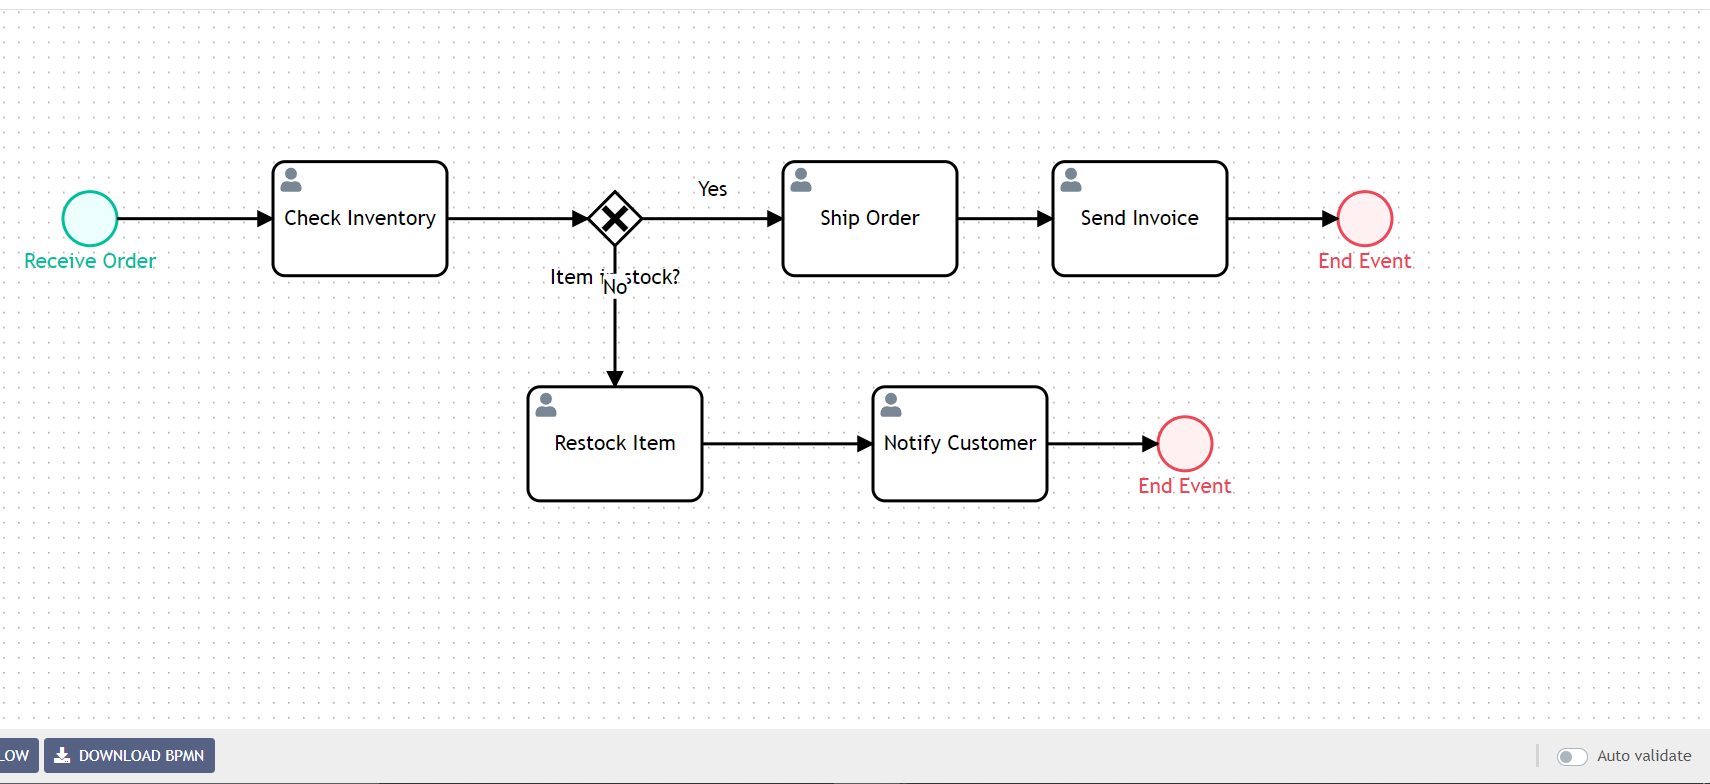 Receive Order
Check Inventory
Item in stock?
Yes
No
Ship Order
Send Invoice
End Event
Restock Item
Notify Customer
End Event
LOW
DOWNLOAD BPMN
Auto validate